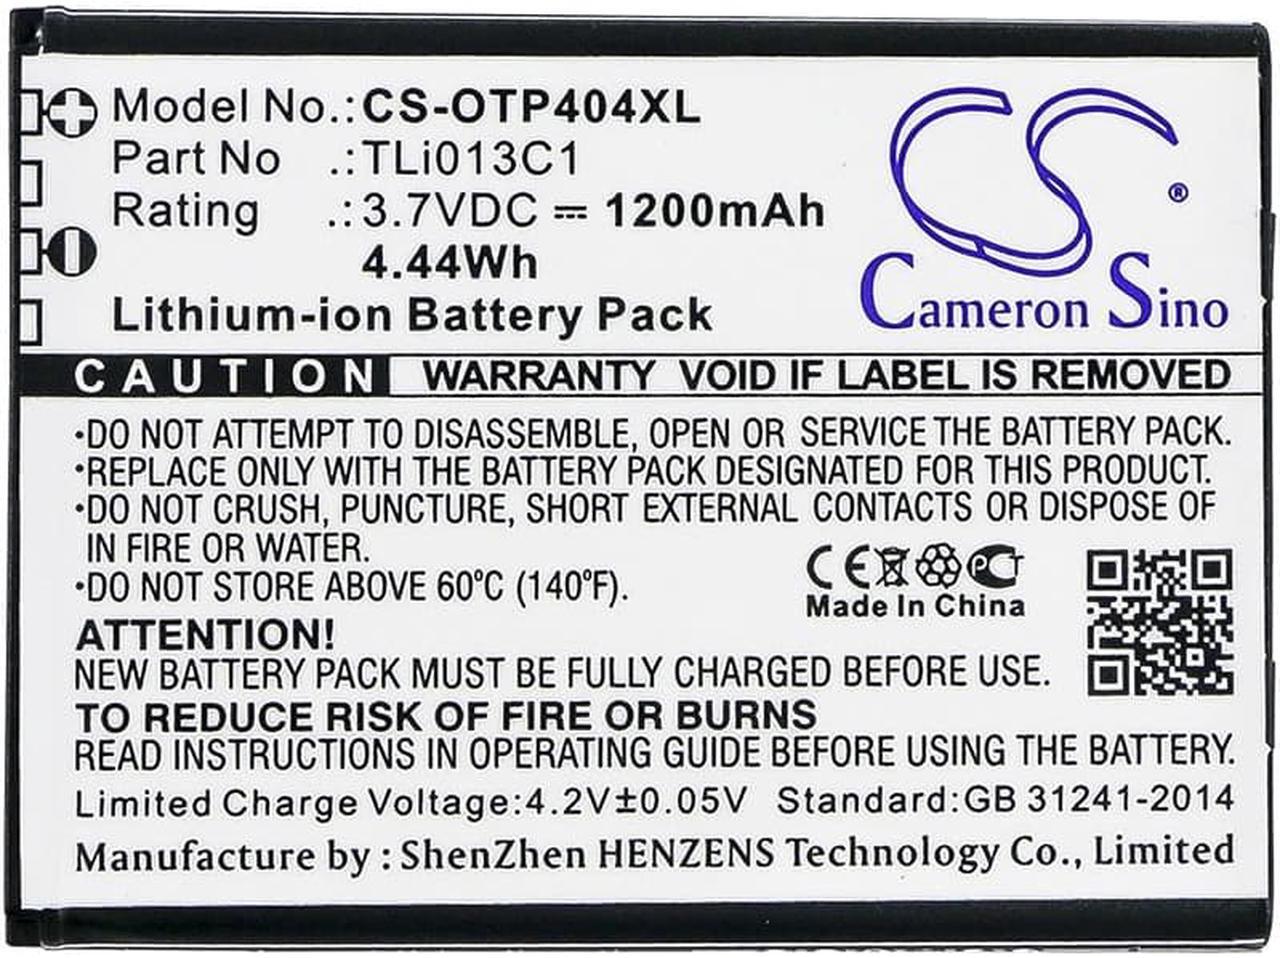 Model No.:CS-OTP404XL
Part No .:TLi013C1
Rating .:3.7VDC ⎓ 1200mAh
4.44Wh
Lithium-ion Battery Pack
CS®
Cameron Sino
CAUTION WARRANTY VOID IF LABEL IS REMOVED
·DO NOT ATTEMPT TO DISASSEMBLE, OPEN OR SERVICE THE BATTERY PACK.
·REPLACE ONLY WITH THE BATTERY PACK DESIGNATED FOR THIS PRODUCT.
·DO NOT CRUSH, PUNCTURE, SHORT EXTERNAL CONTACTS OR DISPOSE OF
IN FIRE OR WATER.
·DO NOT STORE ABOVE 60°C (140°F).
CE PCT
Made In China
ATTENTION!
NEW BATTERY PACK MUST BE FULLY CHARGED BEFORE USE.
TO REDUCE RISK OF FIRE OR BURNS
READ INSTRUCTIONS IN OPERATING GUIDE BEFORE USING THE BATTERY.
Limited Charge Voltage:4.2V±0.05V Standard:GB 31241-2014
Manufacture by : ShenZhen HENZENS Technology Co., Limited